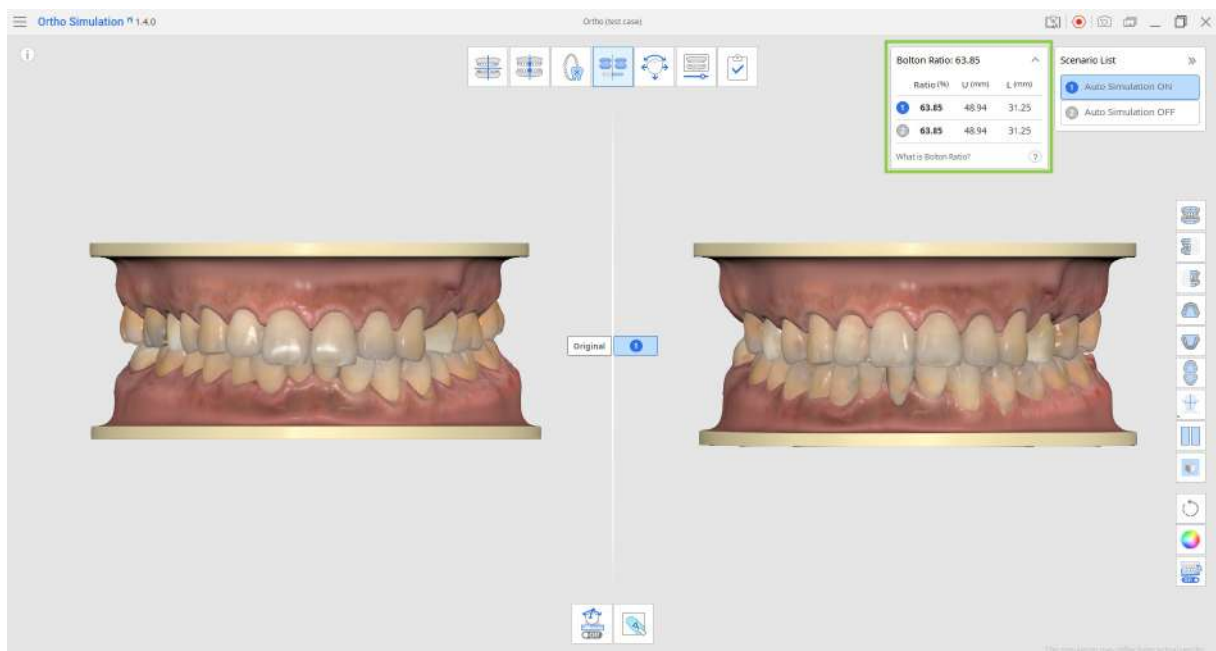 Ortho Simulation 1.4.0
Ortho (test case)
Bolton Ratio: 63.85
Ratio (%) U (mm) L (mm)
1 63.85 48.94 31.25
2 63.85 48.94 31.25
What is Bolton Ratio? ?
Scenario List
1 Auto Simulation ON
2 Auto Simulation OFF
Original 1